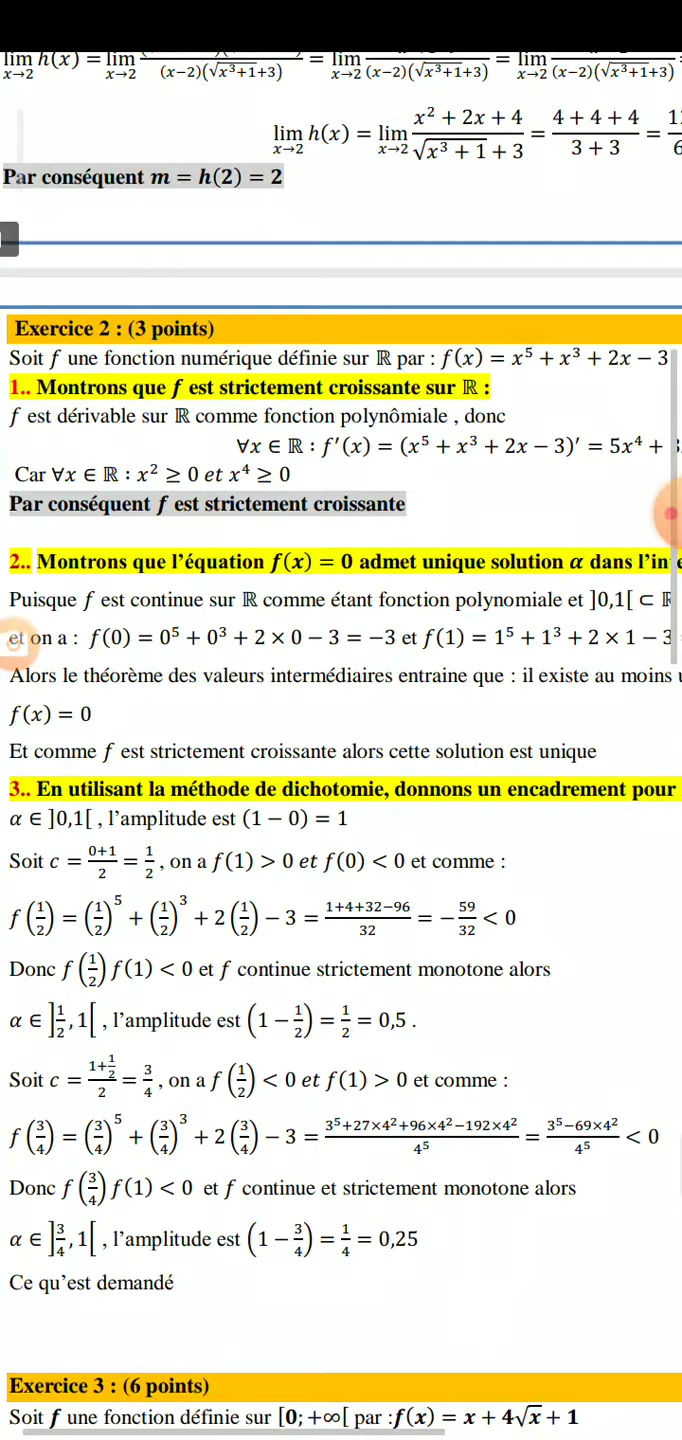 lim h(x) = lim = lim = lim
x→2 x→2 (x−2)(√x³+1+3) x→2 (x−2)(√x³+1+3) x→2 (x−2)(√x³+1+3)
lim h(x) = lim x² + 2x + 4 / √x³ + 1 + 3 = 4 + 4 + 4 / 3 + 3 =
x→2 x→2
Par conséquent m = h(2) = 2
Exercice 2 : (3 points)
Soit f une fonction numérique définie sur ℝ par : f(x) = x⁵ + x³ + 2x − 3
1.. Montrons que f est strictement croissante sur ℝ :
f est dérivable sur ℝ comme fonction polynômiale , donc
∀x ∈ ℝ : f′(x) = (x⁵ + x³ + 2x − 3)′ = 5x⁴ +
Car ∀x ∈ ℝ : x² ≥ 0 et x⁴ ≥ 0
Par conséquent f est strictement croissante
2.. Montrons que l’équation f(x) = 0 admet unique solution α dans l’in
Puisque f est continue sur ℝ comme étant fonction polynomiale et ]0,1[ ⊂
et on a : f(0) = 0⁵ + 0³ + 2 × 0 − 3 = −3 et f(1) = 1⁵ + 1³ + 2 × 1 − 3
Alors le théorème des valeurs intermédiaires entraine que : il existe au moins
f(x) = 0
Et comme f est strictement croissante alors cette solution est unique
3.. En utilisant la méthode de dichotomie, donnons un encadrement pour
α ∈ ]0,1[ , l’amplitude est (1 − 0) = 1
Soit c = 0+1/2 = 1/2 , on a f(1) > 0 et f(0) < 0 et comme :
f(1/2) = (1/2)⁵ + (1/2)³ + 2(1/2) − 3 = 1+4+32−96/32 = −59/32 < 0
Donc f(1/2)f(1) < 0 et f continue strictement monotone alors
α ∈ ]1/2, 1[ , l’amplitude est (1 − 1/2) = 1/2 = 0,5 .
Soit c = 1+1/2/2 = 3/4 , on a f(1/2) < 0 et f(1) > 0 et comme :
f(3/4) = (3/4)⁵ + (3/4)³ + 2(3/4) − 3 = 3⁵+27×4²+96×4²−192×4²/4⁵ = 3⁵−69×4²/4⁵ < 0
Donc f(3/4)f(1) < 0 et f continue et strictement monotone alors
α ∈ ]3/4, 1[ , l’amplitude est (1 − 3/4) = 1/4 = 0,25
Ce qu’est demandé
Exercice 3 : (6 points)
Soit f une fonction définie sur [0; +∞[ par :f(x) = x + 4√x + 1